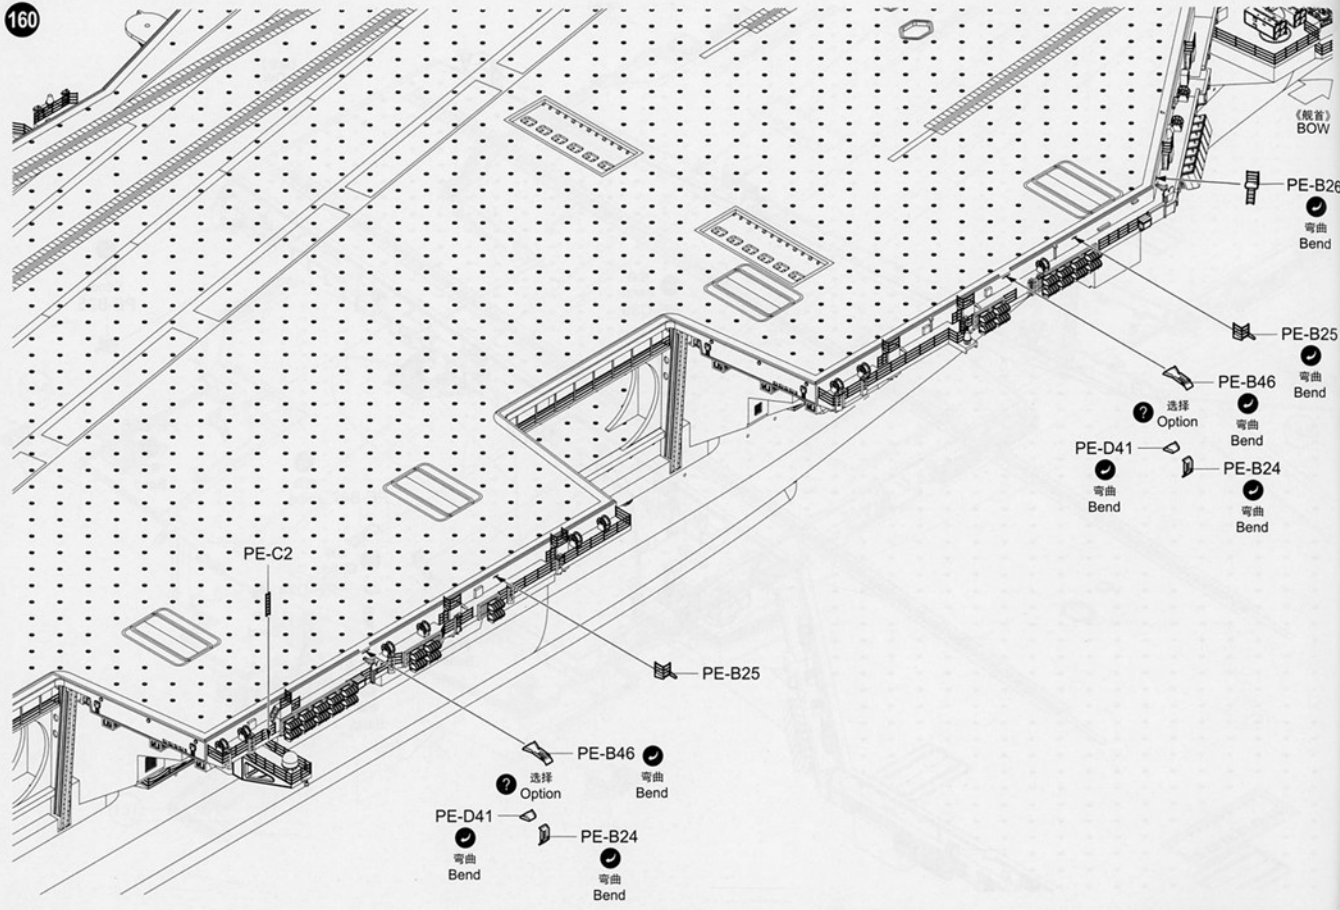 160
《舰首》
BOW
PE-B26
弯曲
Bend
PE-B25
弯曲
Bend
PE-B46
弯曲
Bend
选择
? Option
PE-D41
弯曲
Bend
PE-B24
弯曲
Bend
PE-C2
PE-B25
PE-B46
弯曲
Bend
选择
? Option
PE-D41
弯曲
Bend
PE-B24
弯曲
Bend